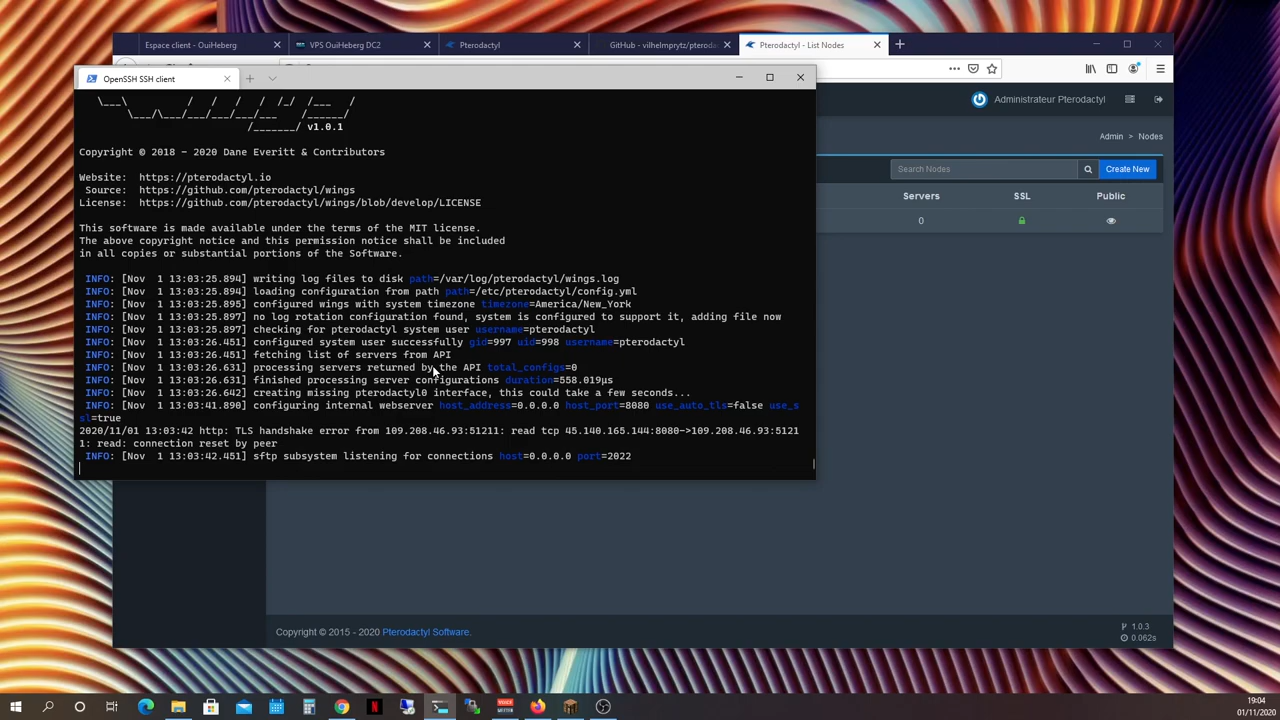 Espace client - OuiHeberg
VPS OuiHeberg DC2
Pterodactyl
GitHub - vilhelmprytz/pteroda
Pterodactyl - List Nodes
OpenSSH SSH client
Administrateur Pterodactyl
Admin > Nodes
Search Nodes
Create New
Servers SSL Public
0
v1.0.1
Copyright © 2018 - 2020 Dane Everitt & Contributors
Website: https://pterodactyl.io
Source: https://github.com/pterodactyl/wings
License: https://github.com/pterodactyl/wings/blob/develop/LICENSE
This software is made available under the terms of the MIT license.
The above copyright notice and this permission notice shall be included
in all copies or substantial portions of the Software.
INFO: [Nov 1 13:03:25.894] writing log files to disk path=/var/log/pterodactyl/wings.log
INFO: [Nov 1 13:03:25.894] loading configuration from path path=/etc/pterodactyl/config.yml
INFO: [Nov 1 13:03:25.895] configured wings with system timezone timezone=America/New_York
INFO: [Nov 1 13:03:25.897] no log rotation configuration found, system is configured to support it, adding file now
INFO: [Nov 1 13:03:25.897] checking for pterodactyl system user username=pterodactyl
INFO: [Nov 1 13:03:26.451] configured system user successfully gid=997 uid=998 username=pterodactyl
INFO: [Nov 1 13:03:26.451] fetching list of servers from API
INFO: [Nov 1 13:03:26.631] processing servers returned by the API total_configs=0
INFO: [Nov 1 13:03:26.631] finished processing server configurations duration=558.019µs
INFO: [Nov 1 13:03:26.642] creating missing pterodactyl0 interface, this could take a few seconds...
INFO: [Nov 1 13:03:41.890] configuring internal webserver host_address=0.0.0.0 host_port=8080 use_auto_tls=false use_s
sl=true
2020/11/01 13:03:42 http: TLS handshake error from 109.208.46.93:51211: read tcp 45.140.165.144:8080->109.208.46.93:5121
1: read: connection reset by peer
INFO: [Nov 1 13:03:42.451] sftp subsystem listening for connections host=0.0.0.0 port=2022
Copyright © 2015 - 2020 Pterodactyl Software.
1.0.3
0.062s
19:04
01/11/2020